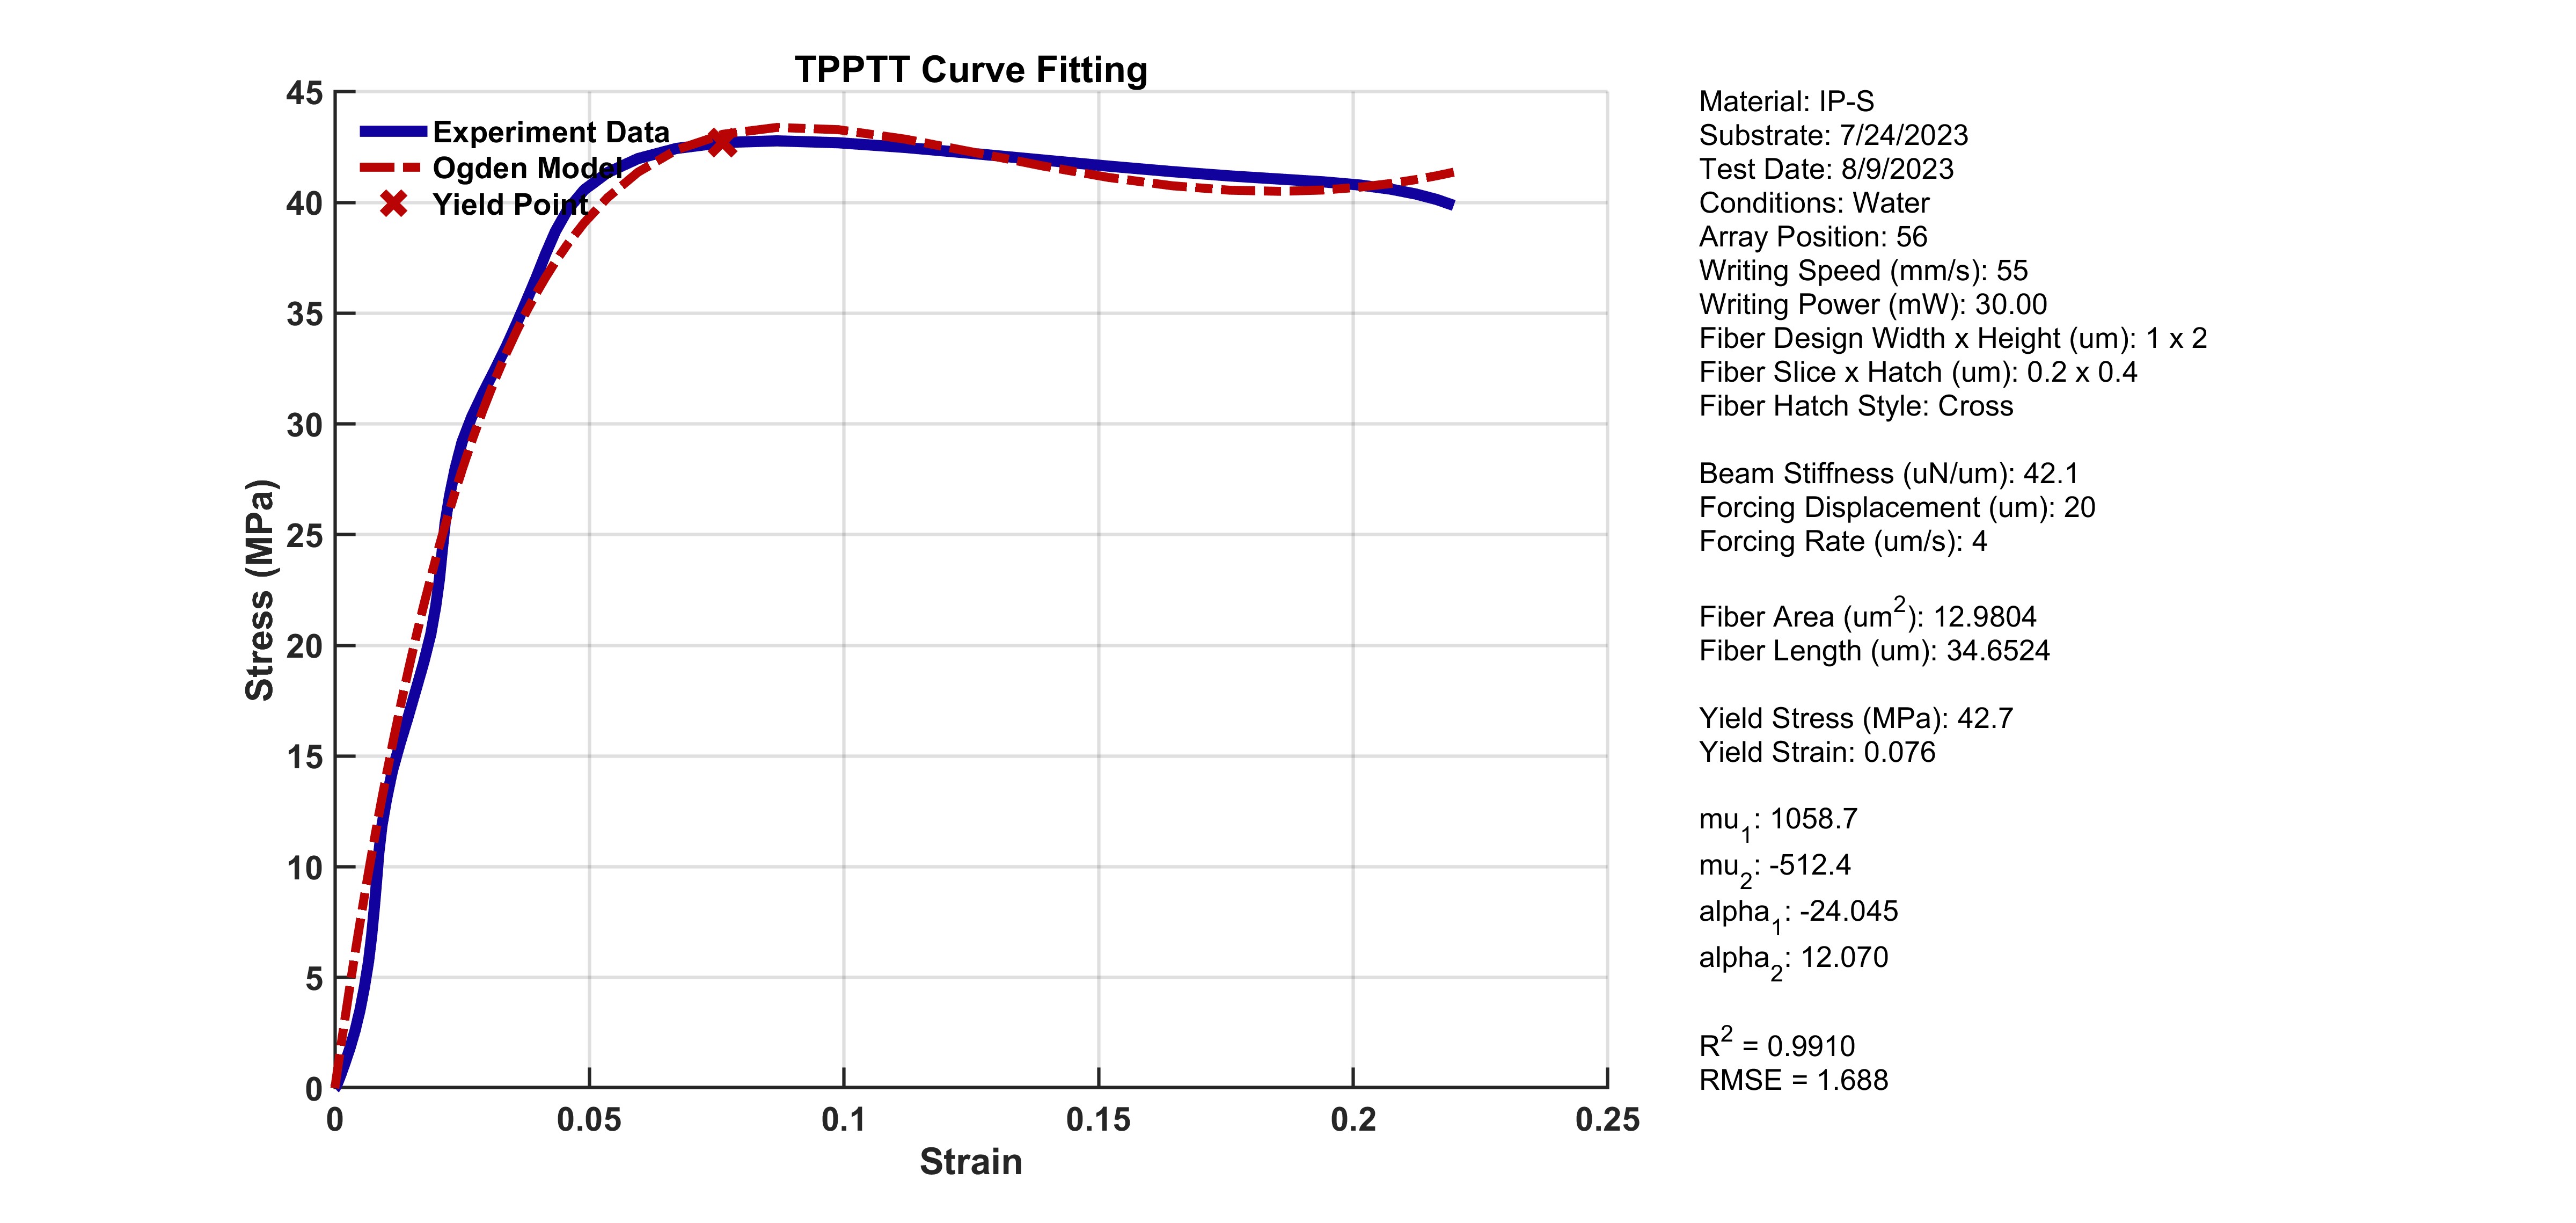 TPPTT Curve Fitting
45
40
35
30
25
20
15
10
5
0
Stress (MPa)
Experiment Data
Ogden Model
Yield Point
0 0.05 0.1 0.15 0.2 0.25
Strain
Material: IP-S
Substrate: 7/24/2023
Test Date: 8/9/2023
Conditions: Water
Array Position: 56
Writing Speed (mm/s): 55
Writing Power (mW): 30.00
Fiber Design Width x Height (um): 1 x 2
Fiber Slice x Hatch (um): 0.2 x 0.4
Fiber Hatch Style: Cross
Beam Stiffness (uN/um): 42.1
Forcing Displacement (um): 20
Forcing Rate (um/s): 4
Fiber Area (um²): 12.9804
Fiber Length (um): 34.6524
Yield Stress (MPa): 42.7
Yield Strain: 0.076
mu₁: 1058.7
mu₂: -512.4
alpha₁: -24.045
alpha₂: 12.070
R² = 0.9910
RMSE = 1.688